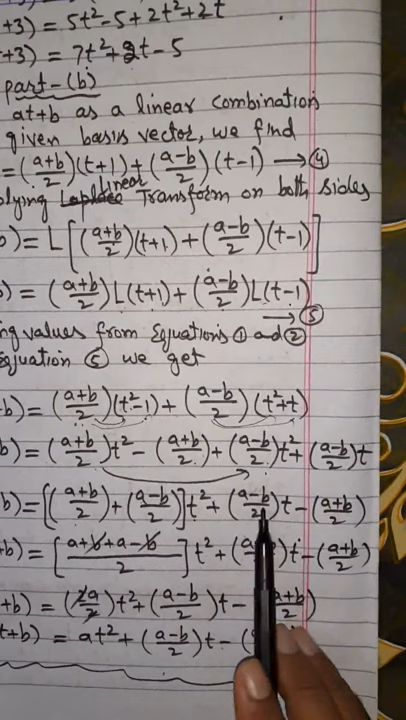 +3) = 5t²-5+2t²+2t
+3) = 7t²+2t-5
part-(b)
at+b as a linear combination
given basis vector, we find
= (a+b/2)(t+1)+(a-b/2)(t-1) → ④
linear
Transform on both sides
b) = L[(a+b/2)(t+1)+(a-b/2)(t-1)]
b) = (a+b/2)L(t+1)+(a-b/2)L(t-1)
→ ⑤
values from Equations ① and ②
Equation ⑤ we get
b) = (a+b/2)(t²-1)+(a-b/2)(t²+t)
b) = (a+b/2)t²-(a+b/2)+(a-b/2)t²+(a-b/2)t
b) = [(a+b/2)+(a-b/2)]t²+(a-b/2)t-(a+b/2)
+b) = [a+b+a-b/2]t²+( t-(a+b/2)
+b) = (2a/2)t²+(a-b/2)t- a+b/2)
t+b) = at²+(a-b/2)t-(